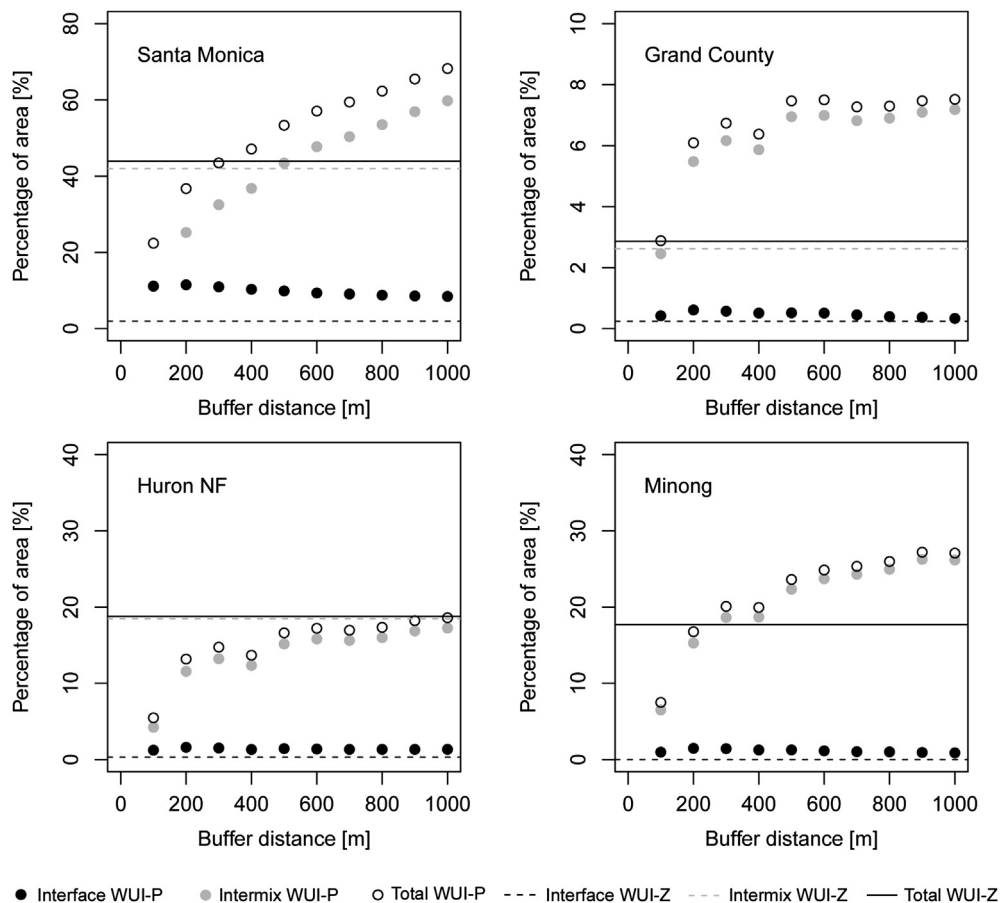 Santa Monica
Percentage of area [%]
80
60
40
20
0
0 200 400 600 800 1000
Buffer distance [m]
Grand County
Percentage of area [%]
10
8
6
4
2
0
0 200 400 600 800 1000
Buffer distance [m]
Huron NF
Percentage of area [%]
40
30
20
10
0
0 200 400 600 800 1000
Buffer distance [m]
Minong
Percentage of area [%]
40
30
20
10
0
0 200 400 600 800 1000
Buffer distance [m]
Interface WUI-P Intermix WUI-P Total WUI-P Interface WUI-Z Intermix WUI-Z Total WUI-Z